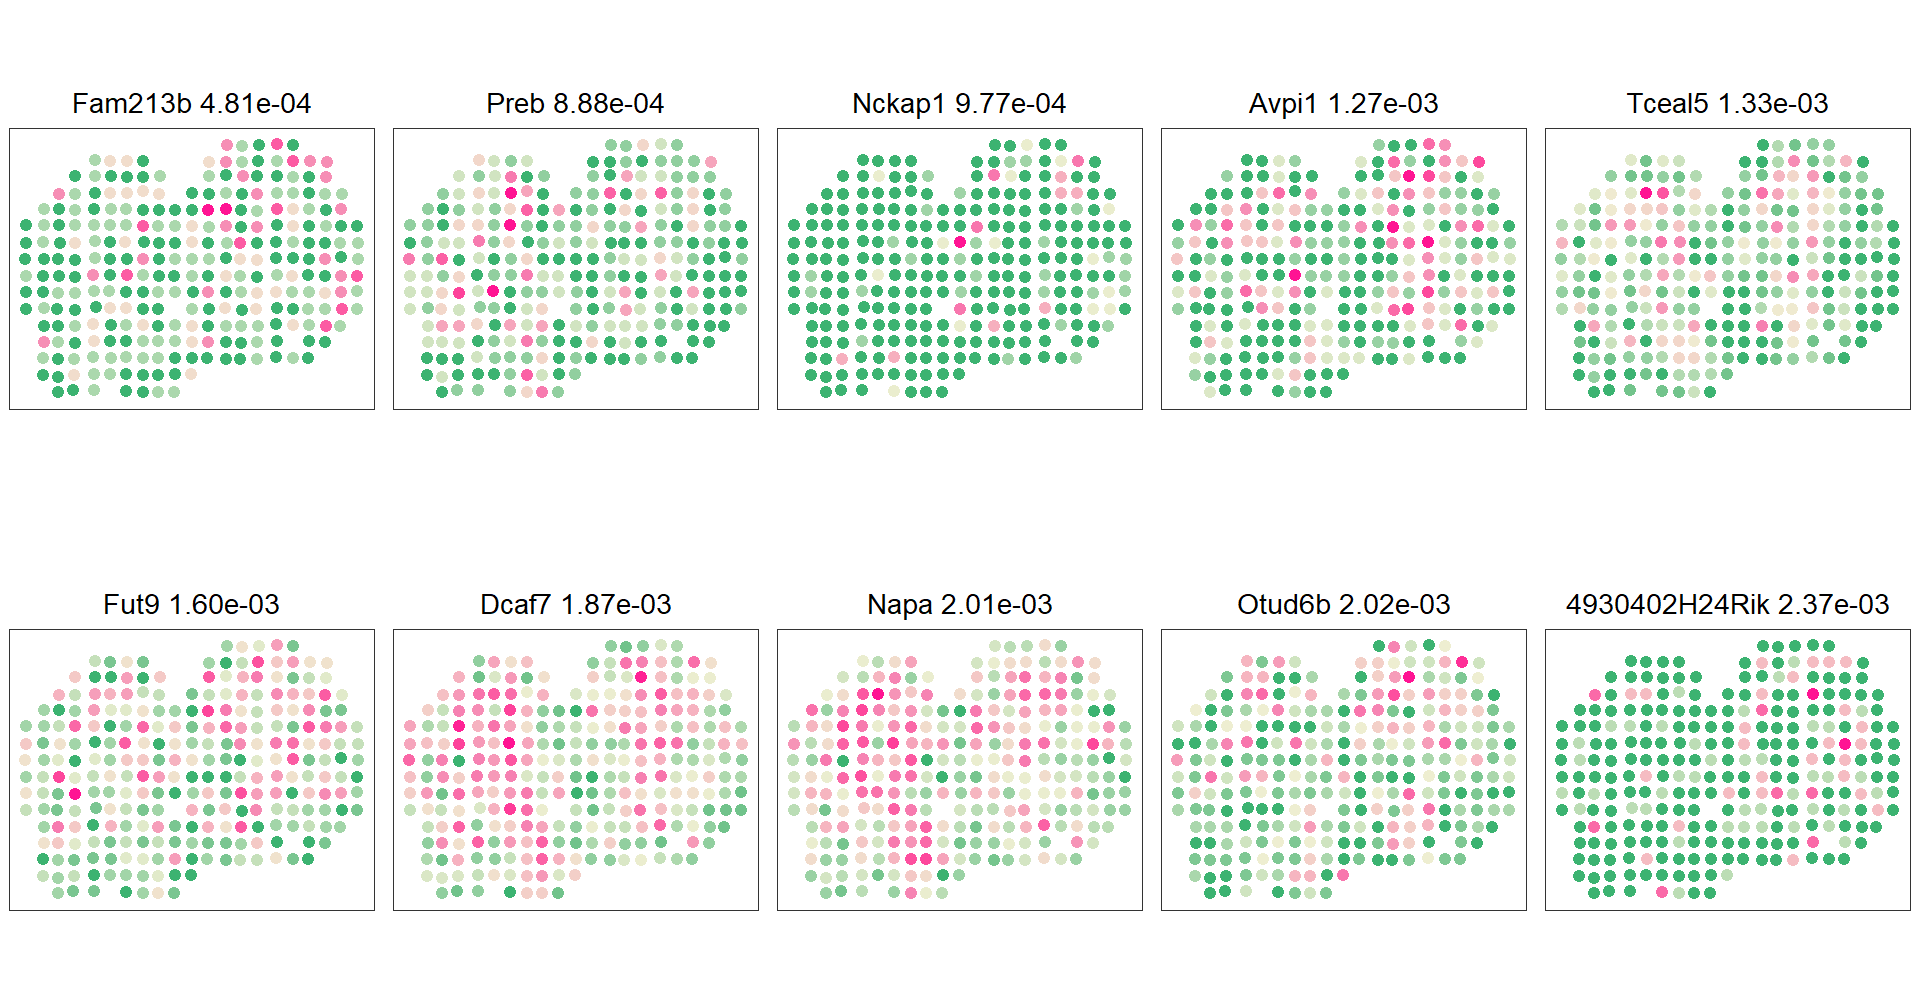 Fam213b 4.81e-04
Preb 8.88e-04
Nckap1 9.77e-04
Avpi1 1.27e-03
Tceal5 1.33e-03
Fut9 1.60e-03
Dcaf7 1.87e-03
Napa 2.01e-03
Otud6b 2.02e-03
4930402H24Rik 2.37e-03